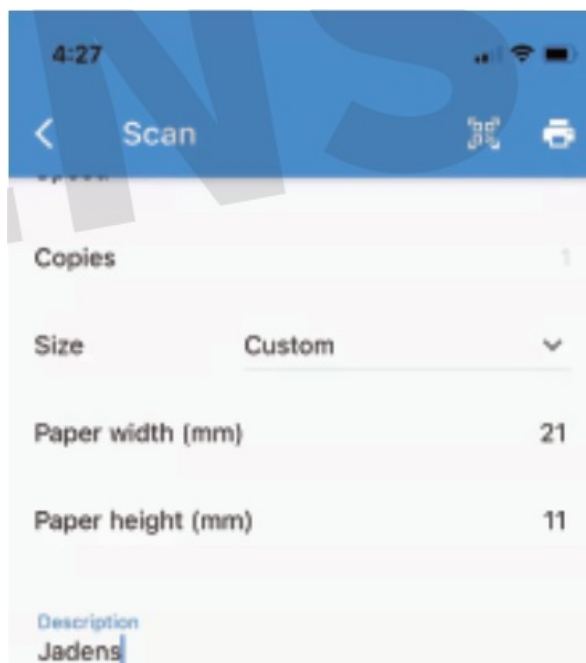 4:27
Scan
Copies 1
Size Custom
Paper width (mm) 21
Paper height (mm) 11
Description
Jadens